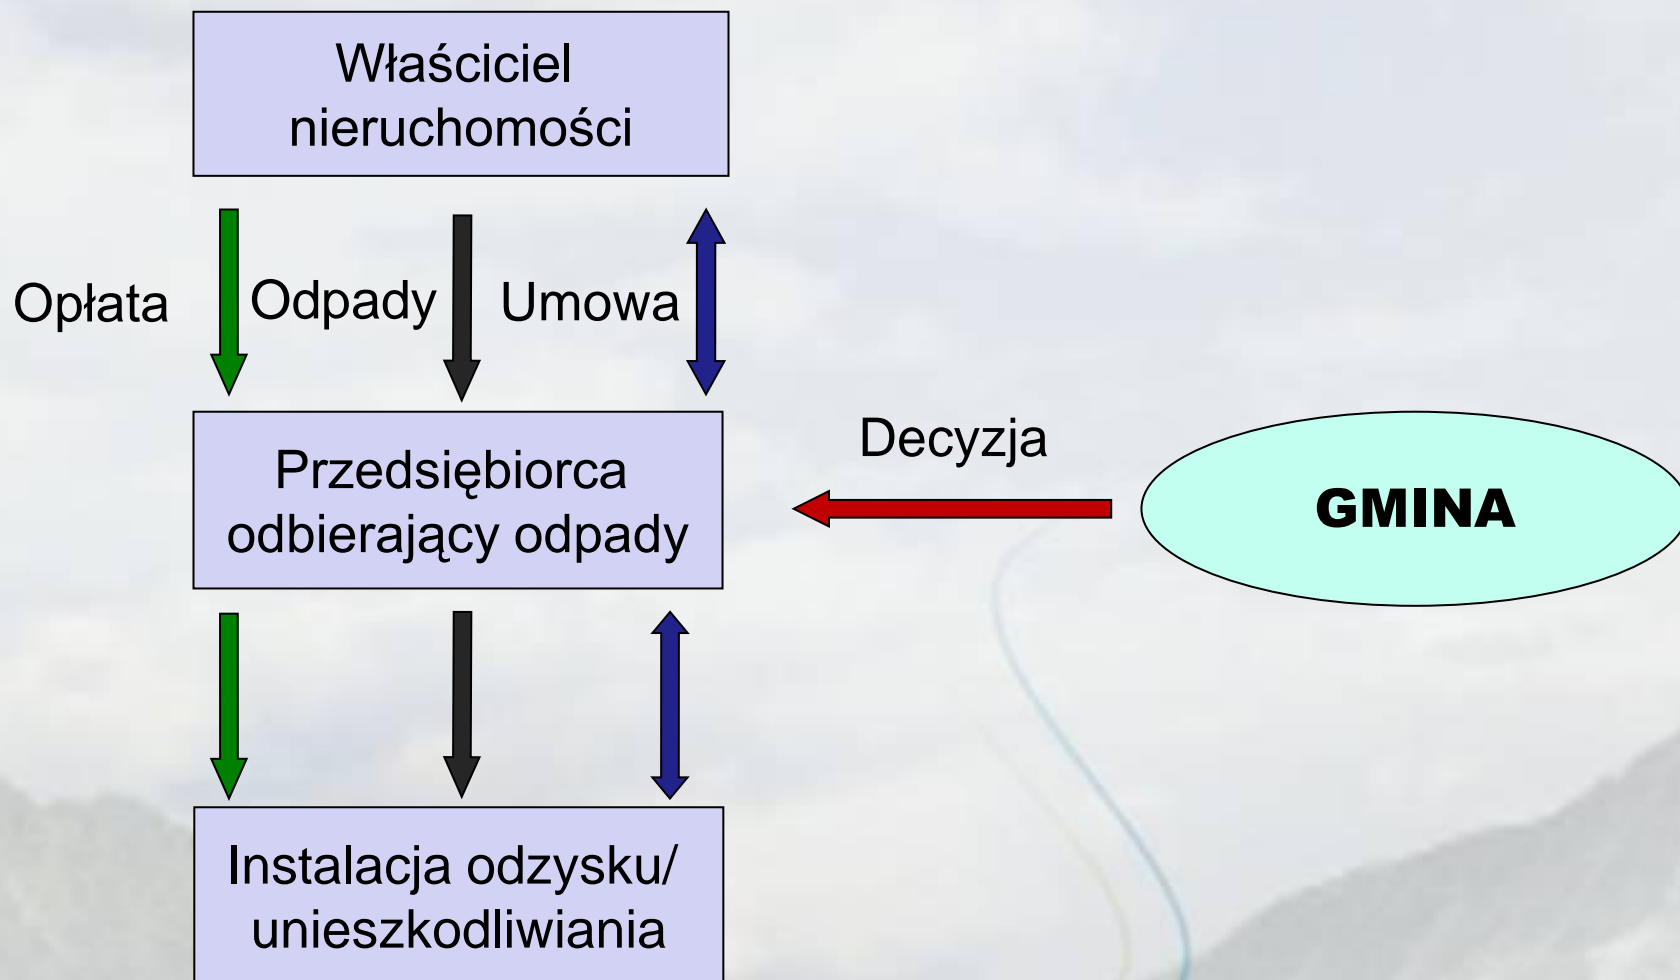 Właściciel
nieruchomości
Opłata
Odpady
Umowa
Przedsiębiorca
odbierający odpady
Decyzja
GMINA
Instalacja odzysku/
unieszkodliwiania